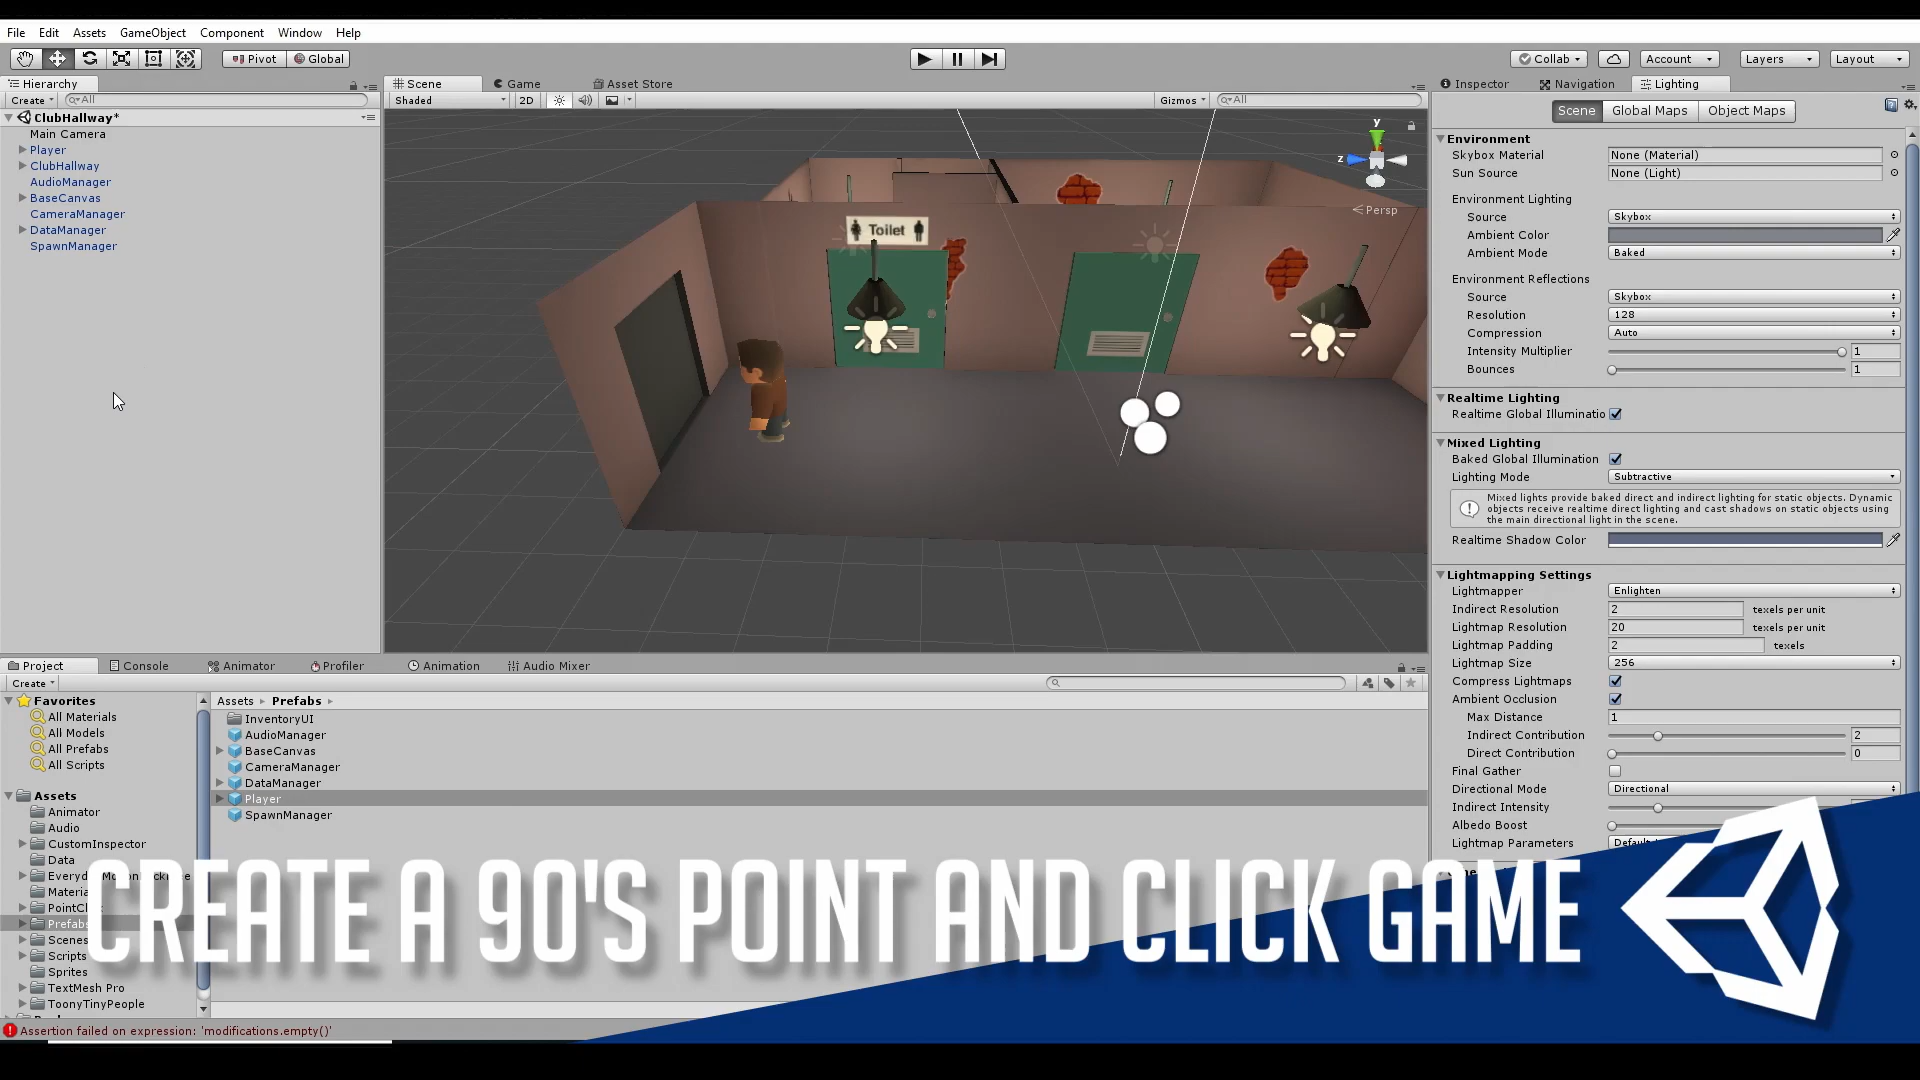 File Edit Assets GameObject Component Window Help
Pivot Global Collab Account Layers Layout
Hierarchy
Create All
ClubHallway*
Main Camera
Player
ClubHallway
AudioManager
BaseCanvas
CameraManager
DataManager
SpawnManager
Scene Game Asset Store
Shaded 2D Gizmos All
y
z
Persp
Toilet
Inspector Navigation Lighting
Scene Global Maps Object Maps
Environment
Skybox Material None (Material)
Sun Source None (Light)
Environment Lighting
Source Skybox
Ambient Color
Ambient Mode Baked
Environment Reflections
Source Skybox
Resolution 128
Compression Auto
Intensity Multiplier 1
Bounces 1
Realtime Lighting
Realtime Global Illuminatio
Mixed Lighting
Baked Global Illumination
Lighting Mode Subtractive
Mixed lights provide baked direct and indirect lighting for static objects. Dynamic
objects receive realtime direct lighting and cast shadows on static objects using
the main directional light in the scene.
Realtime Shadow Color
Lightmapping Settings
Lightmapper Enlighten
Indirect Resolution 2 texels per unit
Lightmap Resolution 20 texels per unit
Lightmap Padding 2 texels
Lightmap Size 256
Compress Lightmaps
Ambient Occlusion
Max Distance 1
Indirect Contribution 2
Direct Contribution 0
Final Gather
Directional Mode Directional
Indirect Intensity
Albedo Boost
Lightmap Parameters
Project Console Animator Profiler Animation Audio Mixer
Create
Favorites
All Materials
All Models
All Prefabs
All Scripts
Assets
Animator
Audio
CustomInspector
Data
Prefabs
Scenes
Scripts
Sprites
TextMesh Pro
ToonyTinyPeople
Assets Prefabs
InventoryUI
AudioManager
BaseCanvas
CameraManager
DataManager
Player
SpawnManager
CREATE A 90'S POINT AND CLICK GAME
Assertion failed on expression: 'modifications.empty()'